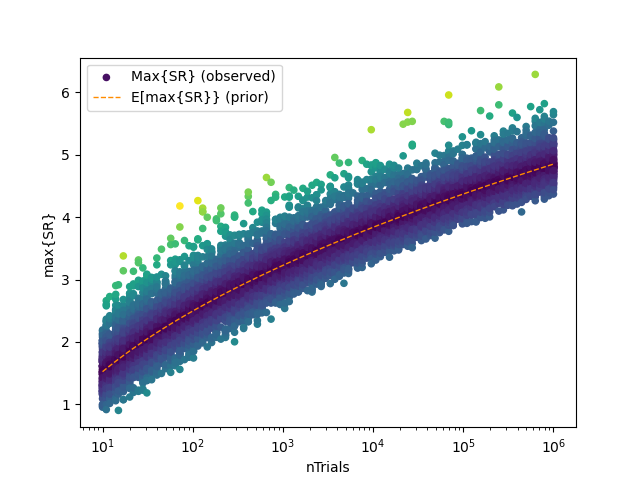 Max{SR} (observed)
E[max{SR}} (prior)
6
5
4
3
2
1
max{SR}
10¹ 10² 10³ 10⁴ 10⁵ 10⁶
nTrials